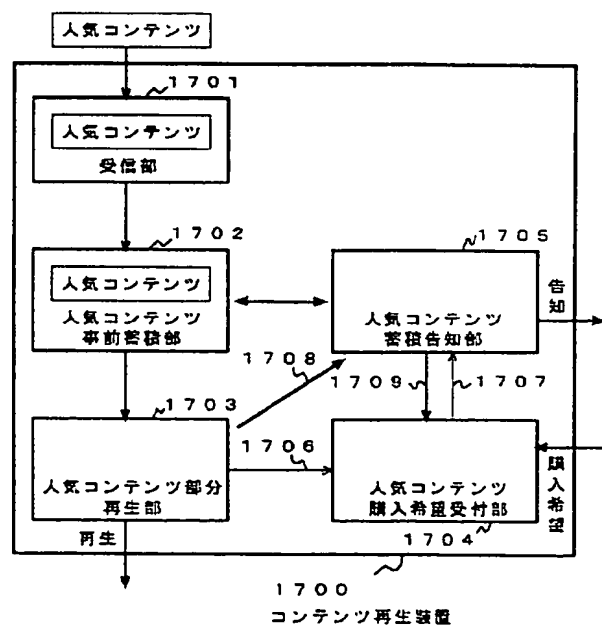 人気コンテンツ
1701
人気コンテンツ
受信部
1702
人気コンテンツ
人気コンテンツ
事前蓄積部
1705
人気コンテンツ
蓄積告知部
告知
1708
1709
1707
1703
人気コンテンツ部分
再生部
1706
人気コンテンツ
購入希望受付部
1704
購入希望
再生
1700
コンテンツ再生装置